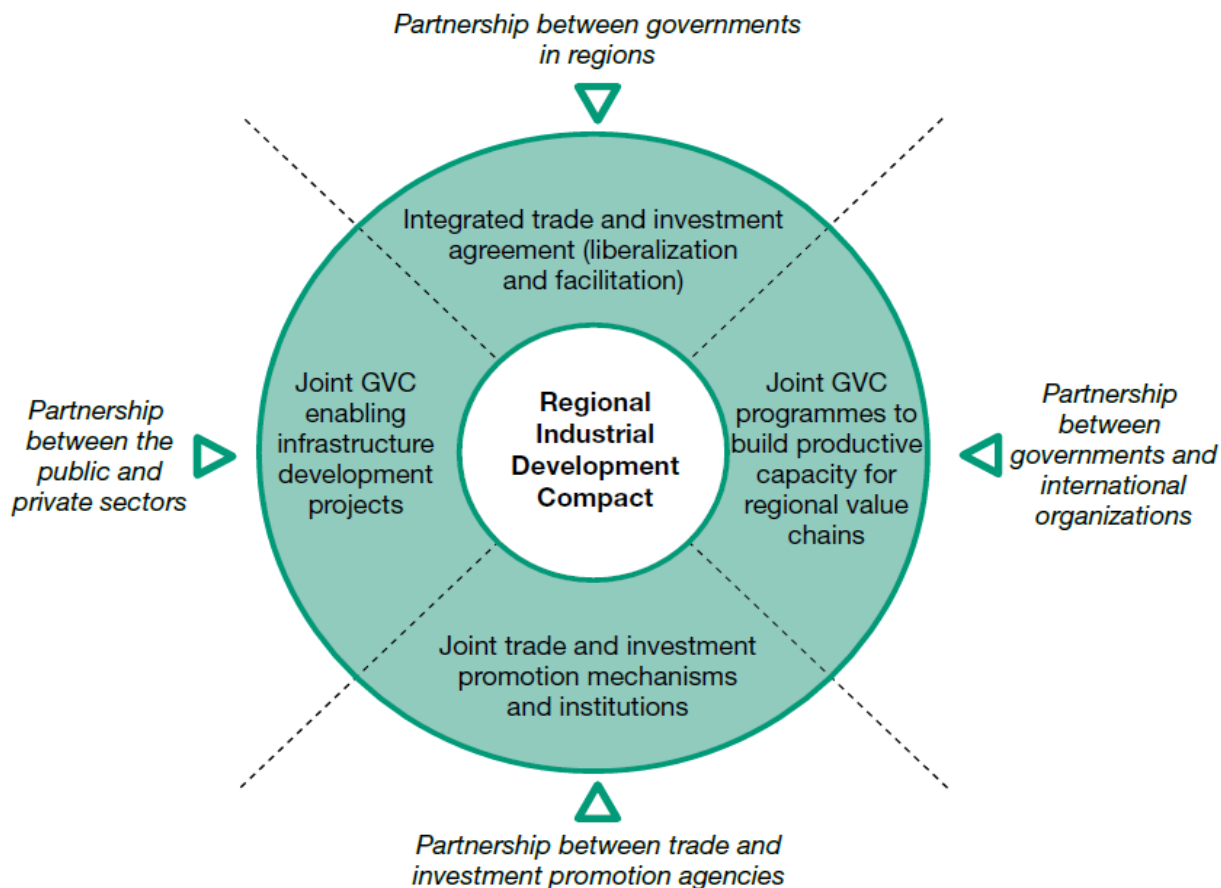 Partnership between governments
in regions
Integrated trade and investment
agreement (liberalization
and facilitation)
Joint GVC
enabling
infrastructure
development
projects
Regional
Industrial
Development
Compact
Joint GVC
programmes to
build productive
capacity for
regional value
chains
Partnership
between the
public and
private sectors
Partnership
between
governments and
international
organizations
Joint trade and investment
promotion mechanisms
and institutions
Partnership between trade and
investment promotion agencies